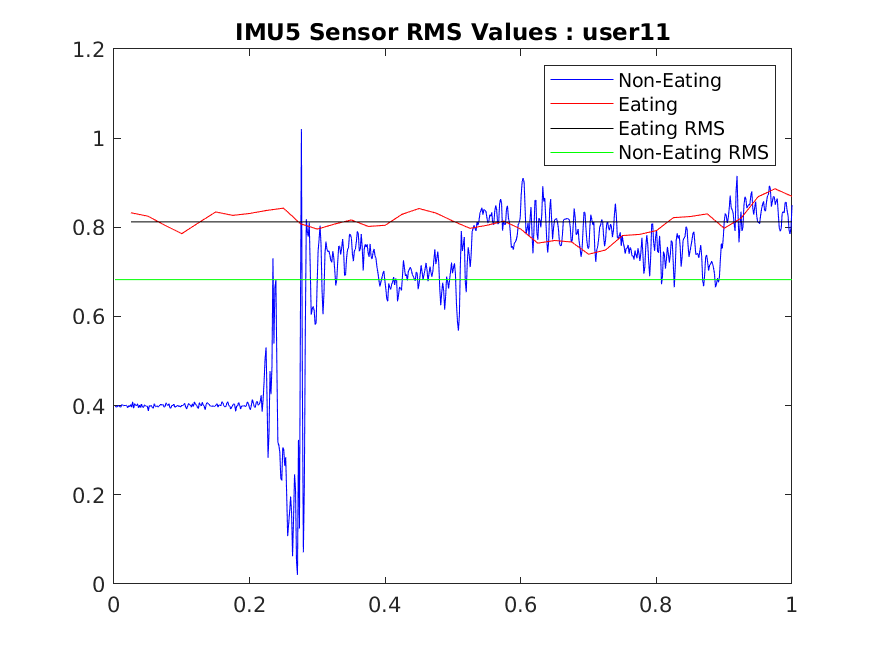 IMU5 Sensor RMS Values : user11
1.2
1
0.8
0.6
0.4
0.2
0
Non-Eating
Eating
Eating RMS
Non-Eating RMS
0 0.2 0.4 0.6 0.8 1